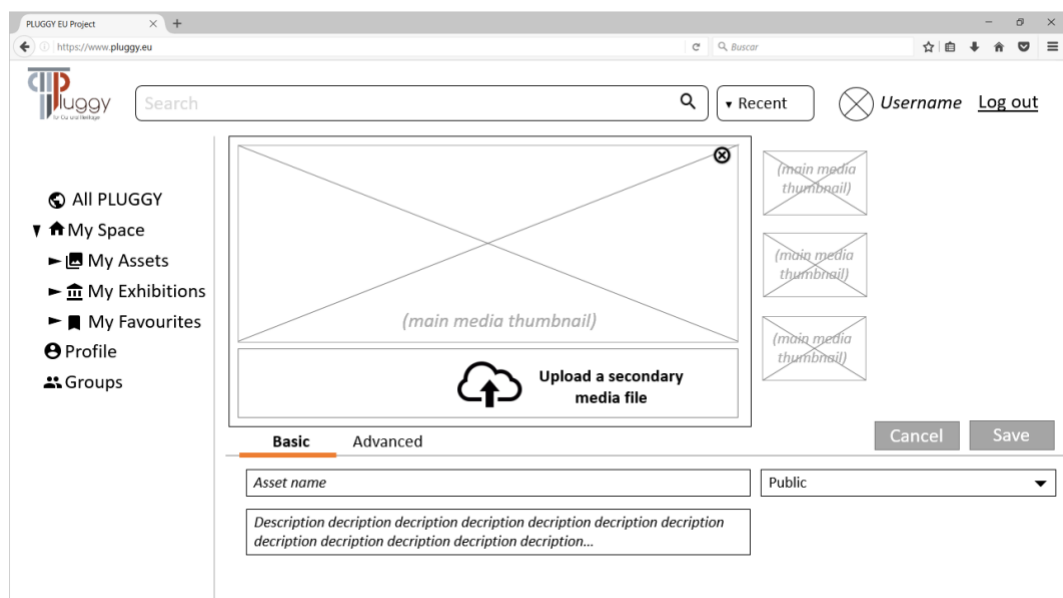 PLUGGY EU Project
https://www.pluggy.eu
Buscar
Pluggy
Search
Recent
Username
Log out
All PLUGGY
My Space
My Assets
My Exhibitions
My Favourites
Profile
Groups
(main media thumbnail)
Upload a secondary
media file
(main media
thumbnail)
(main media
thumbnail)
(main media
thumbnail)
Cancel
Save
Basic
Advanced
Asset name
Public
Description decription decription decription decription decription decription
decription decription decription decription decription...